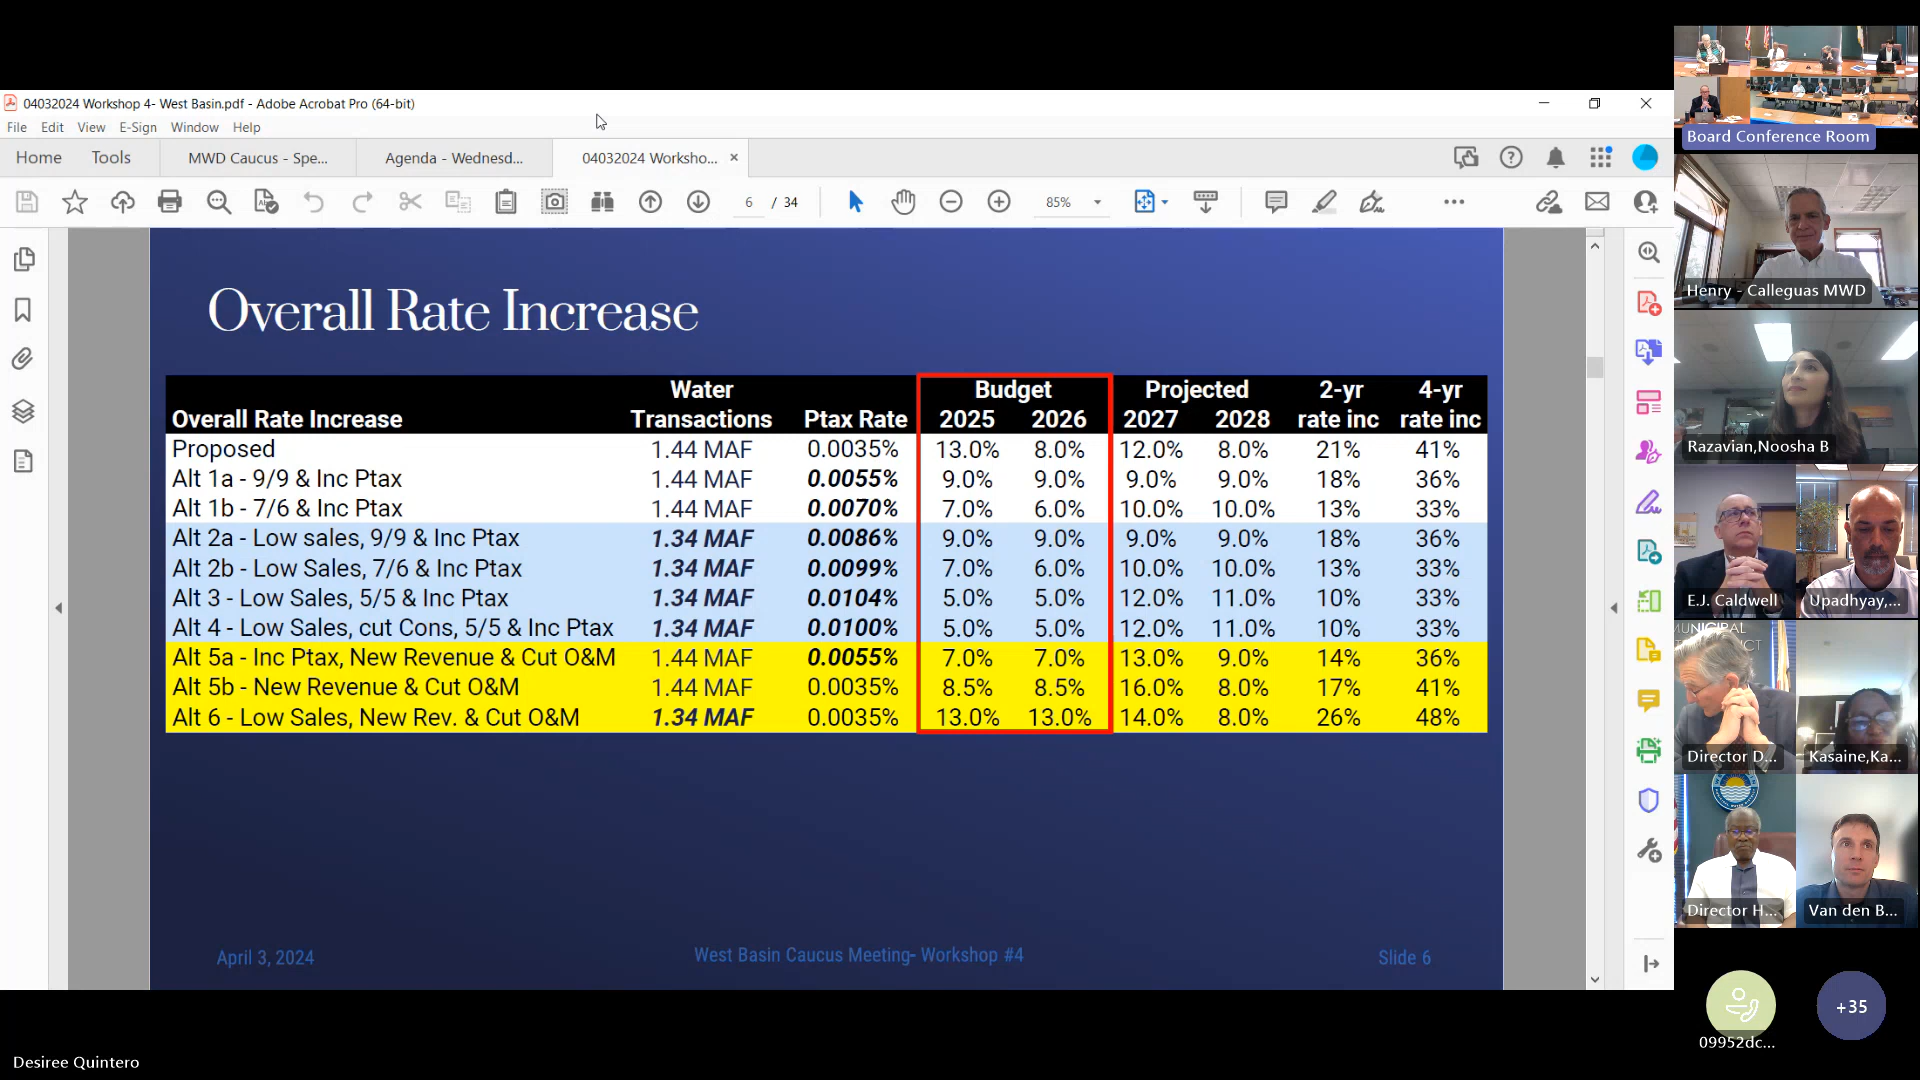 04032024 Workshop 4- West Basin.pdf - Adobe Acrobat Pro (64-bit)
File Edit View E-Sign Window Help
Home Tools MWD Caucus - Spe... Agenda - Wednesd... 04032024 Worksho...
6 / 34 85%
Overall Rate Increase
Water Budget Projected 2-yr 4-yr
Overall Rate Increase Transactions Ptax Rate 2025 2026 2027 2028 rate inc rate inc
Proposed 1.44 MAF 0.0035% 13.0% 8.0% 12.0% 8.0% 21% 41%
Alt 1a - 9/9 & Inc Ptax 1.44 MAF 0.0055% 9.0% 9.0% 9.0% 9.0% 18% 36%
Alt 1b - 7/6 & Inc Ptax 1.44 MAF 0.0070% 7.0% 6.0% 10.0% 10.0% 13% 33%
Alt 2a - Low sales, 9/9 & Inc Ptax 1.34 MAF 0.0086% 9.0% 9.0% 9.0% 9.0% 18% 36%
Alt 2b - Low Sales, 7/6 & Inc Ptax 1.34 MAF 0.0099% 7.0% 6.0% 10.0% 10.0% 13% 33%
Alt 3 - Low Sales, 5/5 & Inc Ptax 1.34 MAF 0.0104% 5.0% 5.0% 12.0% 11.0% 10% 33%
Alt 4 - Low Sales, cut Cons, 5/5 & Inc Ptax 1.34 MAF 0.0100% 5.0% 5.0% 12.0% 11.0% 10% 33%
Alt 5a - Inc Ptax, New Revenue & Cut O&M 1.44 MAF 0.0055% 7.0% 7.0% 13.0% 9.0% 14% 36%
Alt 5b - New Revenue & Cut O&M 1.44 MAF 0.0035% 8.5% 8.5% 16.0% 8.0% 17% 41%
Alt 6 - Low Sales, New Rev. & Cut O&M 1.34 MAF 0.0035% 13.0% 13.0% 14.0% 8.0% 26% 48%
April 3, 2024 West Basin Caucus Meeting- Workshop #4 Slide 6
Desiree Quintero
Board Conference Room
Henry - Calleguas MWD
Razavian,Noosha B
E.J. Caldwell Upadhyay,...
MUNICIPAL
Director D... Kasaine,Ka...
Director H... Van den B...
+35
09952dc...